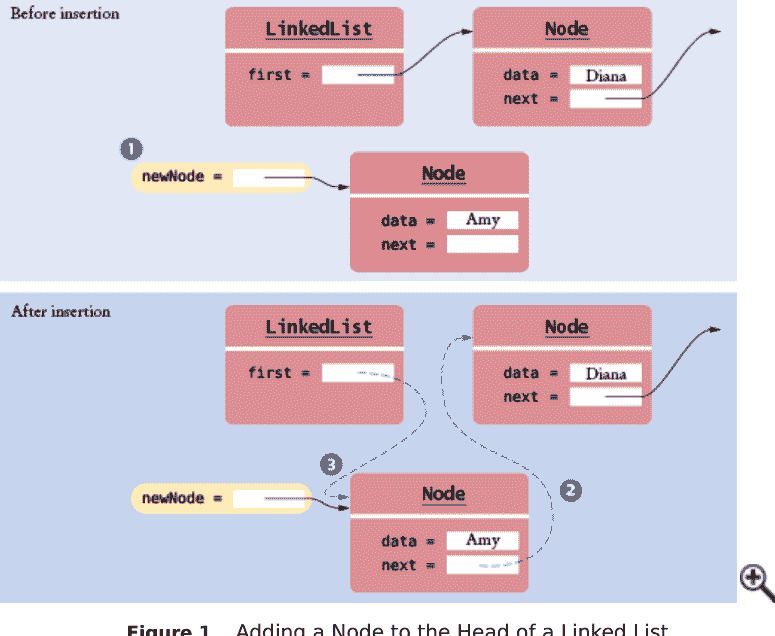 Before insertion
LinkedList
Node
first =
data = Diana
next =
1
newNode =
Node
data = Amy
next =
After insertion
LinkedList
Node
first =
data = Diana
next =
3
2
newNode =
Node
data = Amy
next =
Figure 1 Adding a Node to the Head of a Linked List